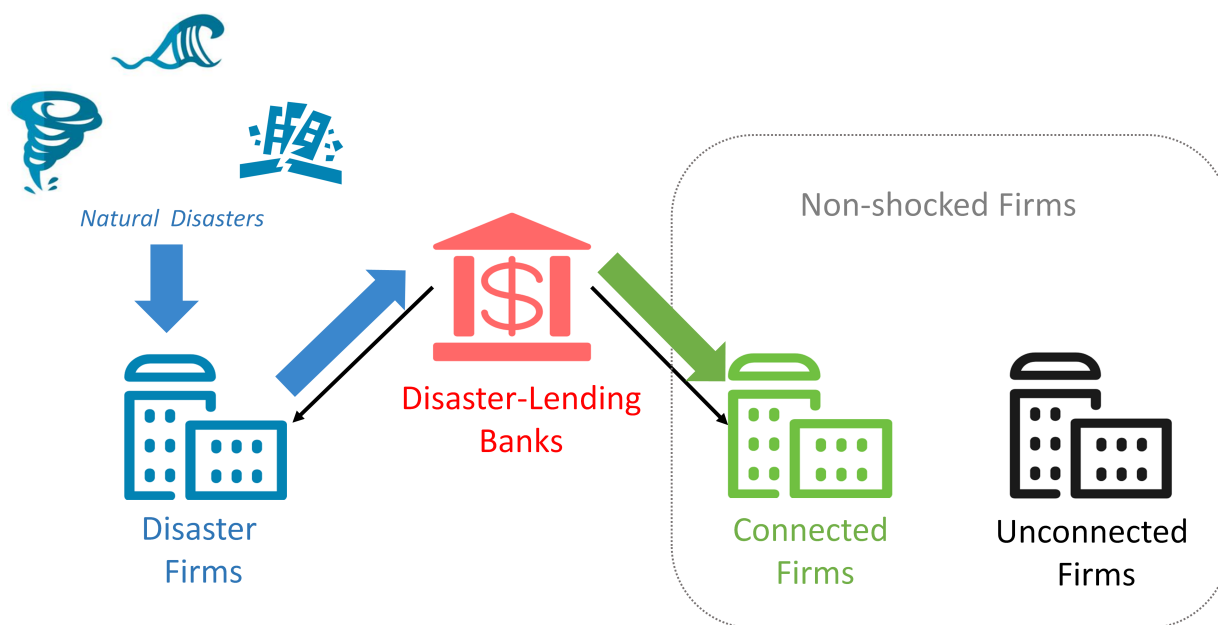 Natural Disasters
Non-shocked Firms
$
Disaster-Lending
Banks
Disaster
Firms
Connected
Firms
Unconnected
Firms